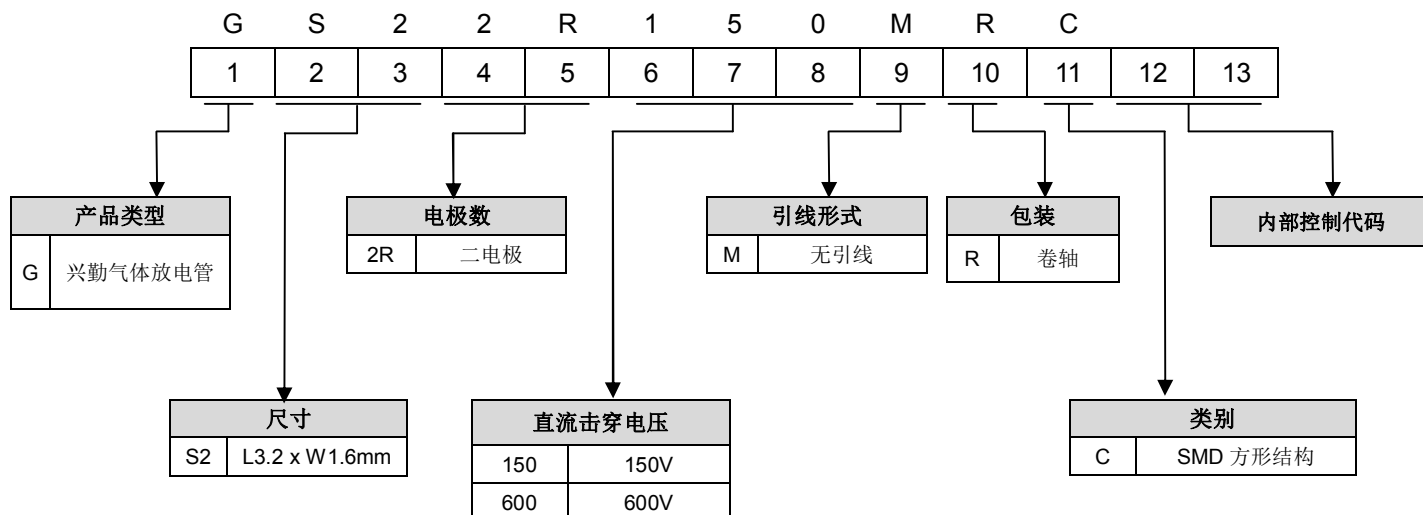 G S 2 2 R 1 5 0 M R C
1 2 3 4 5 6 7 8 9 10 11 12 13
产品类型
G 兴勤气体放电管
电极数
2R 二电极
引线形式
M 无引线
包装
R 卷轴
内部控制代码
尺寸
S2 L3.2 x W1.6mm
直流击穿电压
150 150V
600 600V
类别
C SMD 方形结构